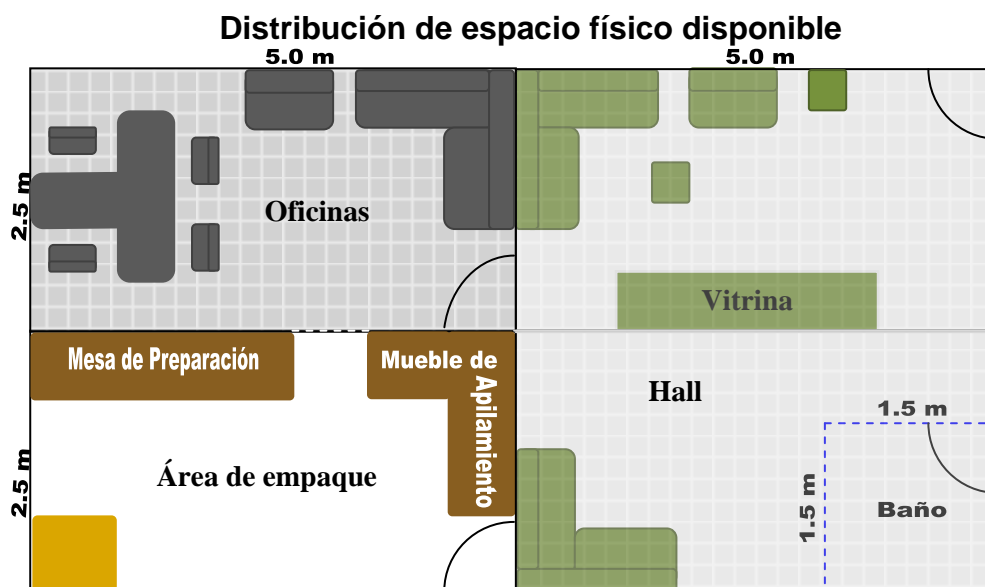 Distribución de espacio físico disponible
5.0 m
5.0 m
2.5 m
Oficinas
Vitrina
Mesa de Preparación
Mueble de
Apilamiento
Hall
1.5 m
Área de empaque
2.5 m
1.5 m
Baño